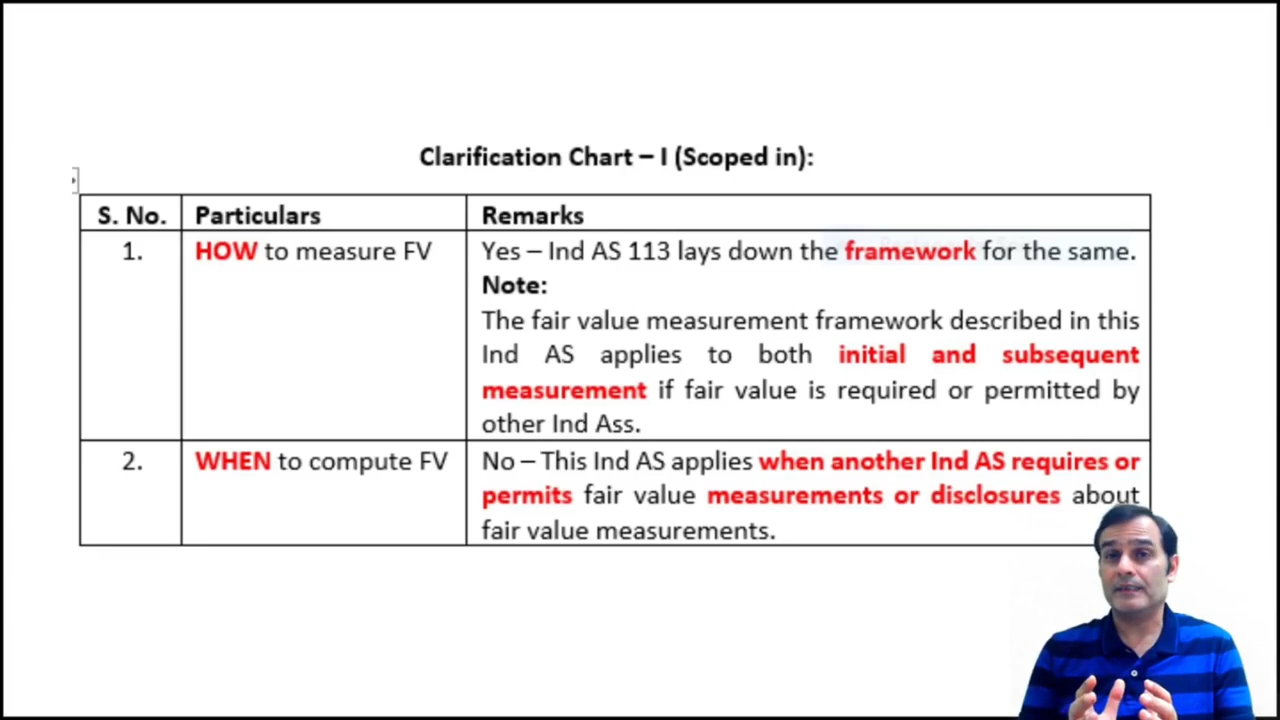 Clarification Chart – I (Scoped in):
S. No. Particulars Remarks
1. HOW to measure FV Yes – Ind AS 113 lays down the framework for the same.
Note:
The fair value measurement framework described in this
Ind AS applies to both initial and subsequent
measurement if fair value is required or permitted by
other Ind Ass.
2. WHEN to compute FV No – This Ind AS applies when another Ind AS requires or
permits fair value measurements or disclosures about
fair value measurements.